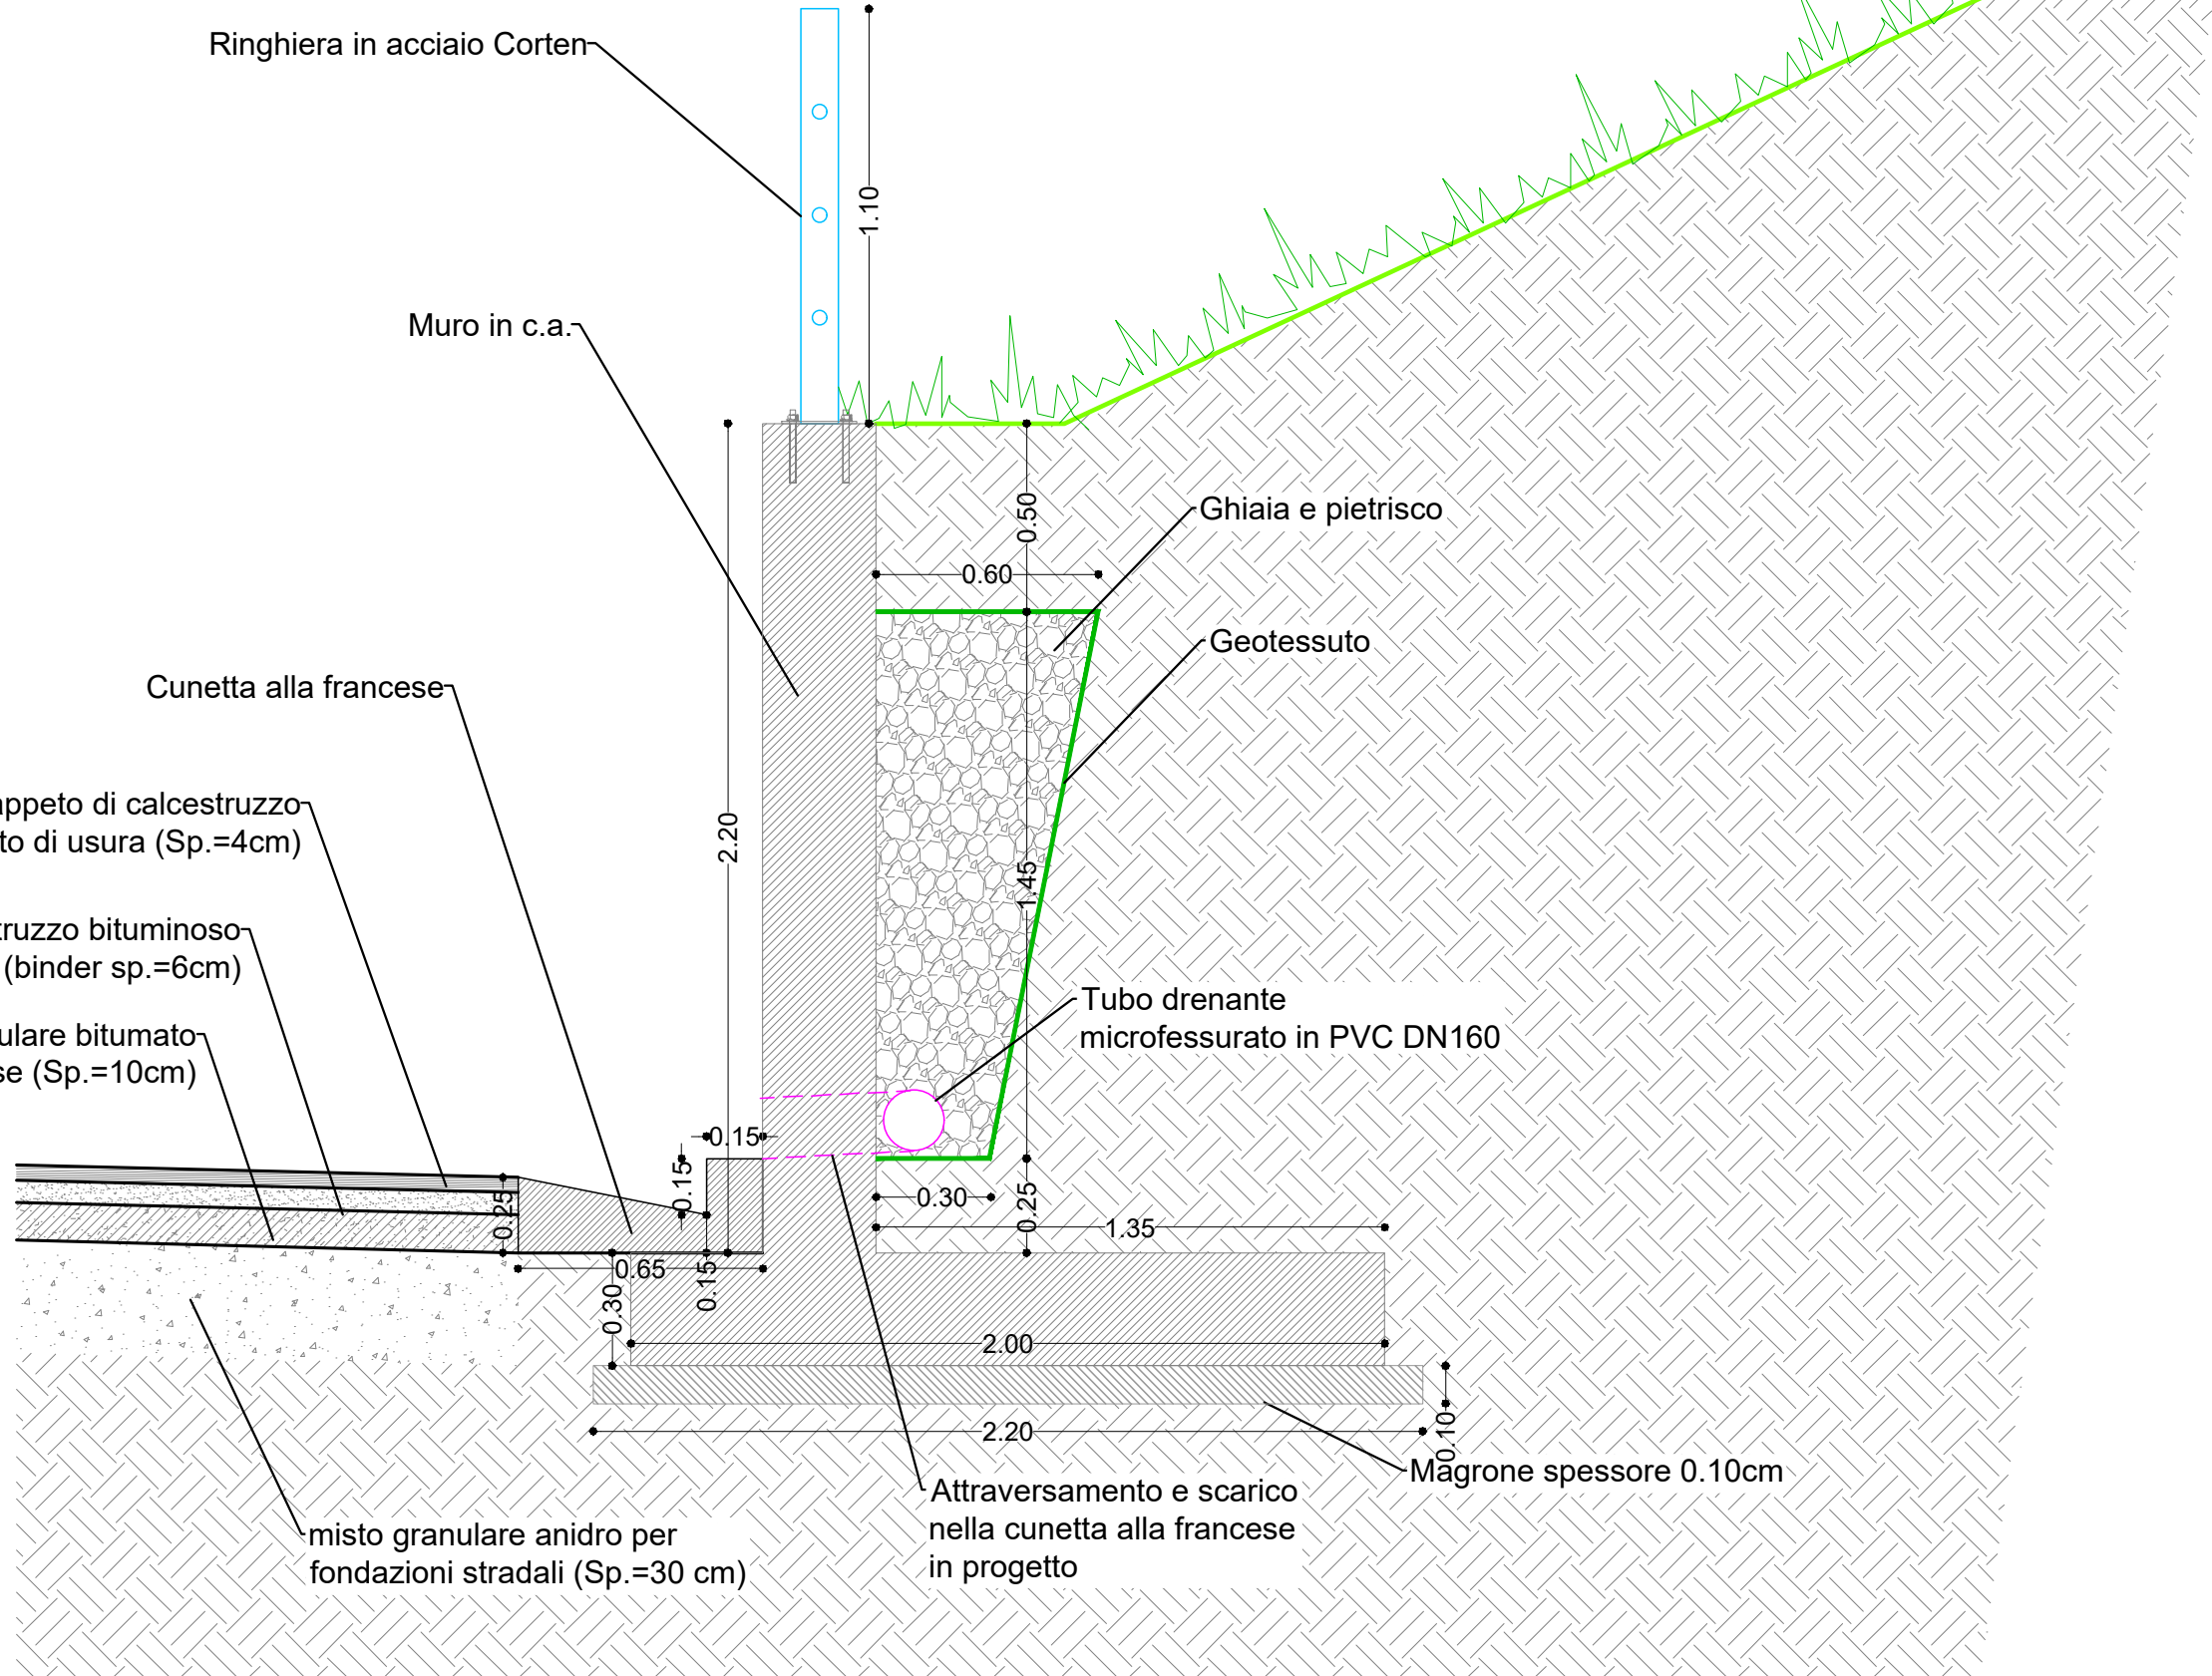 Ringhiera in acciaio Corten
1.10
Muro in c.a.
0.50
Ghiaia e pietrisco
0.60
Geotessuto
Cunetta alla francese
appeto di calcestruzzo
to di usura (Sp.=4cm)
2.20
1.45
truzzo bituminoso
(binder sp.=6cm)
Tubo drenante
microfessurato in PVC DN160
ulare bitumato
se (Sp.=10cm)
0.15
0.15
0.25
0.30
0.25
1.35
0.65
0.15
0.30
2.00
2.20
0.10
Magrone spessore 0.10cm
Attraversamento e scarico
nella cunetta alla francese
in progetto
misto granulare anidro per
fondazioni stradali (Sp.=30 cm)